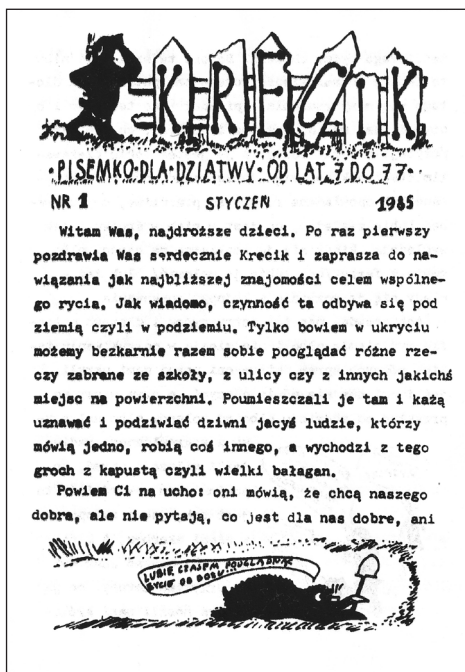 KRECIK
·PISEMKO·DLA·DZIATWY·OD LAT 7 DO 77·
NR 1 STYCZEŃ 1985
Witam Was, najdroższe dzieci. Po raz pierwszy
pozdrawia Was serdecznie Krecik i zaprasza do na-
wiązania jak najbliższej znajomości celem wspólne-
go rycia. Jak wiadomo, czynność ta odbywa się pod
ziemią czyli w podziemiu. Tylko bowiem w ukryciu
możemy bezkarnie razem sobie pooglądać różne rze-
czy zabrane ze szkoły, z ulicy czy z innych jakichś
miejsc na powierzchni. Poumieszczali je tam i każą
uznawać i podziwiać dziwni jacyś ludzie, którzy
mówią jedno, robią coś innego, a wychodzi z tego
groch z kapustą czyli wielki bałagan.
Powiem Ci na ucho: oni mówią, że chcą naszego
dobra, ale nie pytają, co jest dla nas dobre, ani
LUBIĘ CZASEM POOGLĄDAĆ
ŻYCIE OD DOŁU...